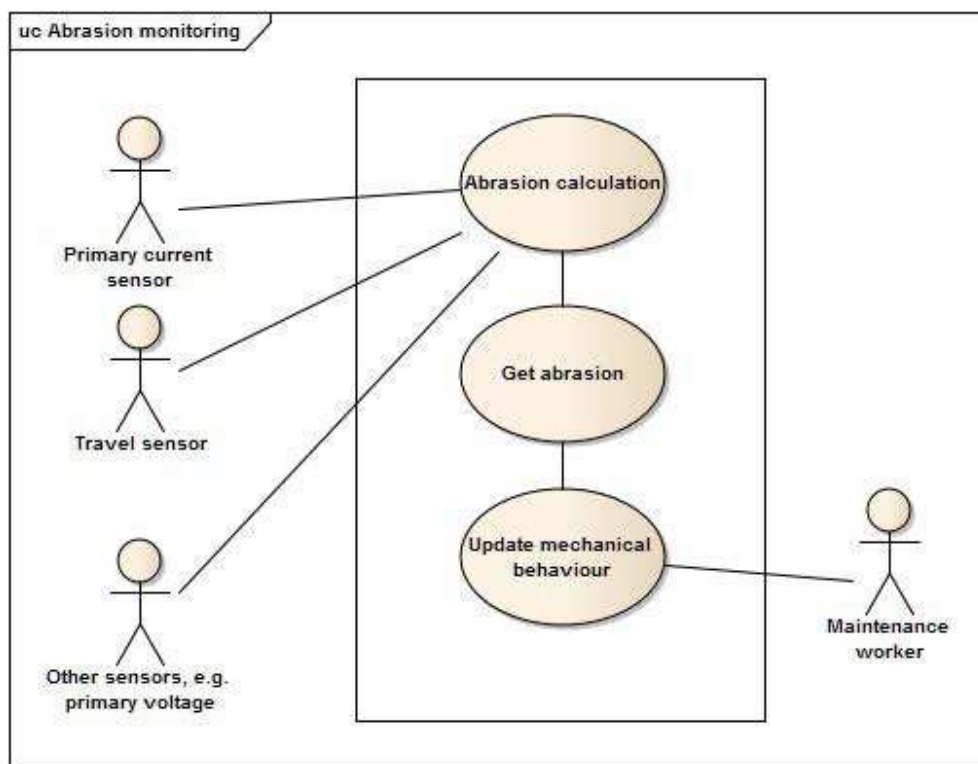 uc Abrasion monitoring
Abrasion calculation
Primary current
sensor
Get abrasion
Travel sensor
Update mechanical
behaviour
Maintenance
worker
Other sensors, e.g.
primary voltage